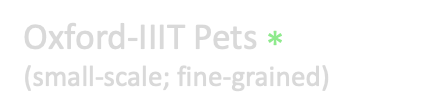 Oxford-IIIT Pets *
(small-scale; fine-grained)